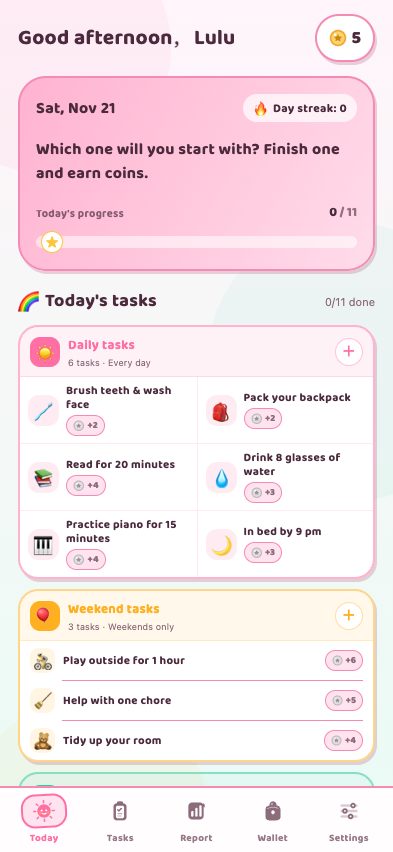 Good afternoon, Lulu
5
Sat, Nov 21
Day streak: 0
Which one will you start with? Finish one
and earn coins.
Today's progress
0 / 11
Today's tasks
0/11 done
Daily tasks
6 tasks · Every day
Brush teeth & wash
face
+2
Pack your backpack
+2
Read for 20 minutes
+4
Drink 8 glasses of
water
+3
Practice piano for 15
minutes
+4
In bed by 9 pm
+3
Weekend tasks
3 tasks · Weekends only
Play outside for 1 hour
+6
Help with one chore
+5
Tidy up your room
+4
Today
Tasks
Report
Wallet
Settings